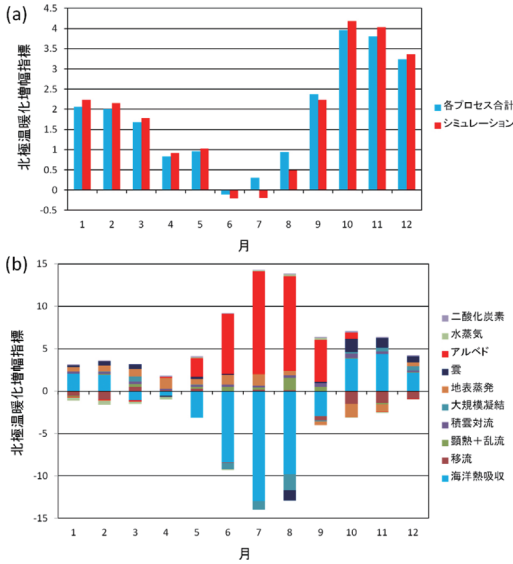 (a)
北極温暖化増幅指標
4.5
4
3.5
3
2.5
2
1.5
1
0.5
0
-0.5
1 2 3 4 5 6 7 8 9 10 11 12
月
各プロセス合計
シミュレーション
(b)
北極温暖化増幅指標
15
10
5
0
-5
-10
-15
1 2 3 4 5 6 7 8 9 10 11 12
月
二酸化炭素
水蒸気
アルベド
雲
地表蒸発
大規模凝結
積雲対流
顕熱+乱流
移流
海洋熱吸収